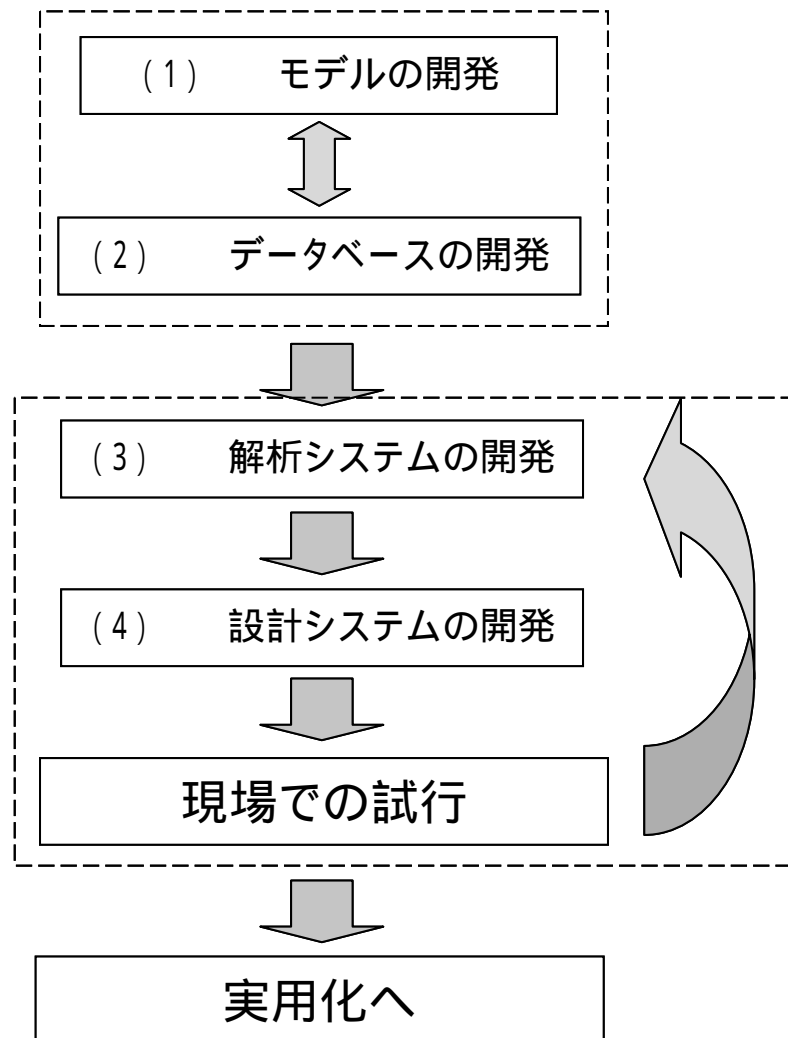 (1) モデルの開発
(2) データベースの開発
(3) 解析システムの開発
(4) 設計システムの開発
現場での試行
実用化へ